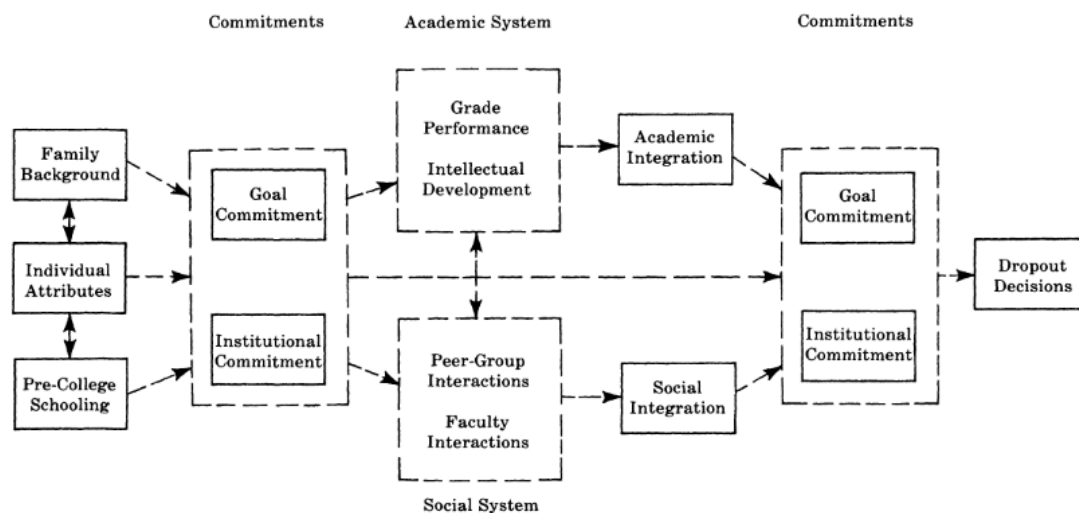 Commitments
Academic System
Commitments
Family
Background
Individual
Attributes
Pre-College
Schooling
Goal
Commitment
Institutional
Commitment
Grade
Performance
Intellectual
Development
Peer-Group
Interactions
Faculty
Interactions
Social System
Academic
Integration
Social
Integration
Goal
Commitment
Institutional
Commitment
Dropout
Decisions